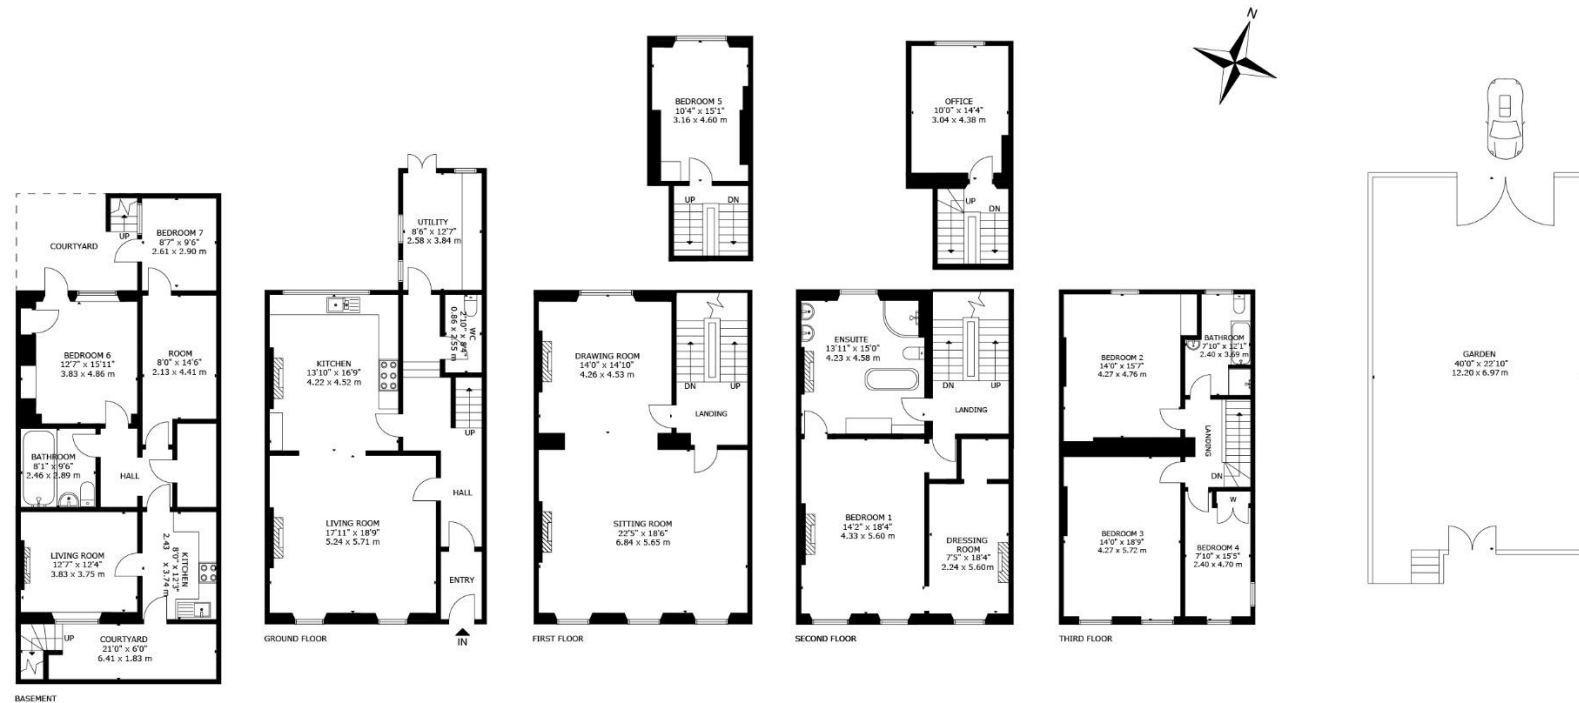 N
BEDROOM 5
10'4" x 15'1"
3.16 x 4.60 m
UP
DN
OFFICE
10'0" x 14'4"
3.04 x 4.38 m
UP
DN
COURTYARD
UP
BEDROOM 7
8'7" x 9'6"
2.61 x 2.90 m
BEDROOM 6
12'7" x 15'11"
3.83 x 4.86 m
ROOM
8'0" x 14'6"
2.13 x 4.41 m
BATHROOM
8'1" x 9'6"
2.46 x 2.89 m
HALL
LIVING ROOM
12'7" x 12'4"
3.83 x 3.75 m
KITCHEN
8'0" x 12'3"
2.43 x 3.74 m
UP
COURTYARD
21'0" x 6'0"
6.41 x 1.83 m
BASEMENT
UTILITY
8'6" x 12'7"
2.58 x 3.84 m
WC
2'10" x 8'4"
0.86 x 2.55 m
KITCHEN
13'10" x 16'9"
4.22 x 4.52 m
UP
LIVING ROOM
17'11" x 18'9"
5.24 x 5.71 m
HALL
ENTRY
IN
GROUND FLOOR
DRAWING ROOM
14'0" x 14'10"
4.26 x 4.53 m
DN
UP
LANDING
SITTING ROOM
22'5" x 18'6"
6.84 x 5.65 m
FIRST FLOOR
ENSUITE
13'11" x 15'0"
4.23 x 4.58 m
DN
UP
LANDING
BEDROOM 1
14'2" x 18'4"
4.33 x 5.60 m
DRESSING
ROOM
7'5" x 18'4"
2.24 x 5.60 m
SECOND FLOOR
BEDROOM 2
14'0" x 15'7"
4.27 x 4.76 m
BATHROOM
7'10" x 12'1"
2.40 x 3.69 m
LANDING
DN
W
BEDROOM 3
14'0" x 18'9"
4.27 x 5.72 m
BEDROOM 4
7'10" x 15'5"
2.40 x 4.70 m
THIRD FLOOR
GARDEN
40'0" x 22'10"
12.20 x 6.97 m